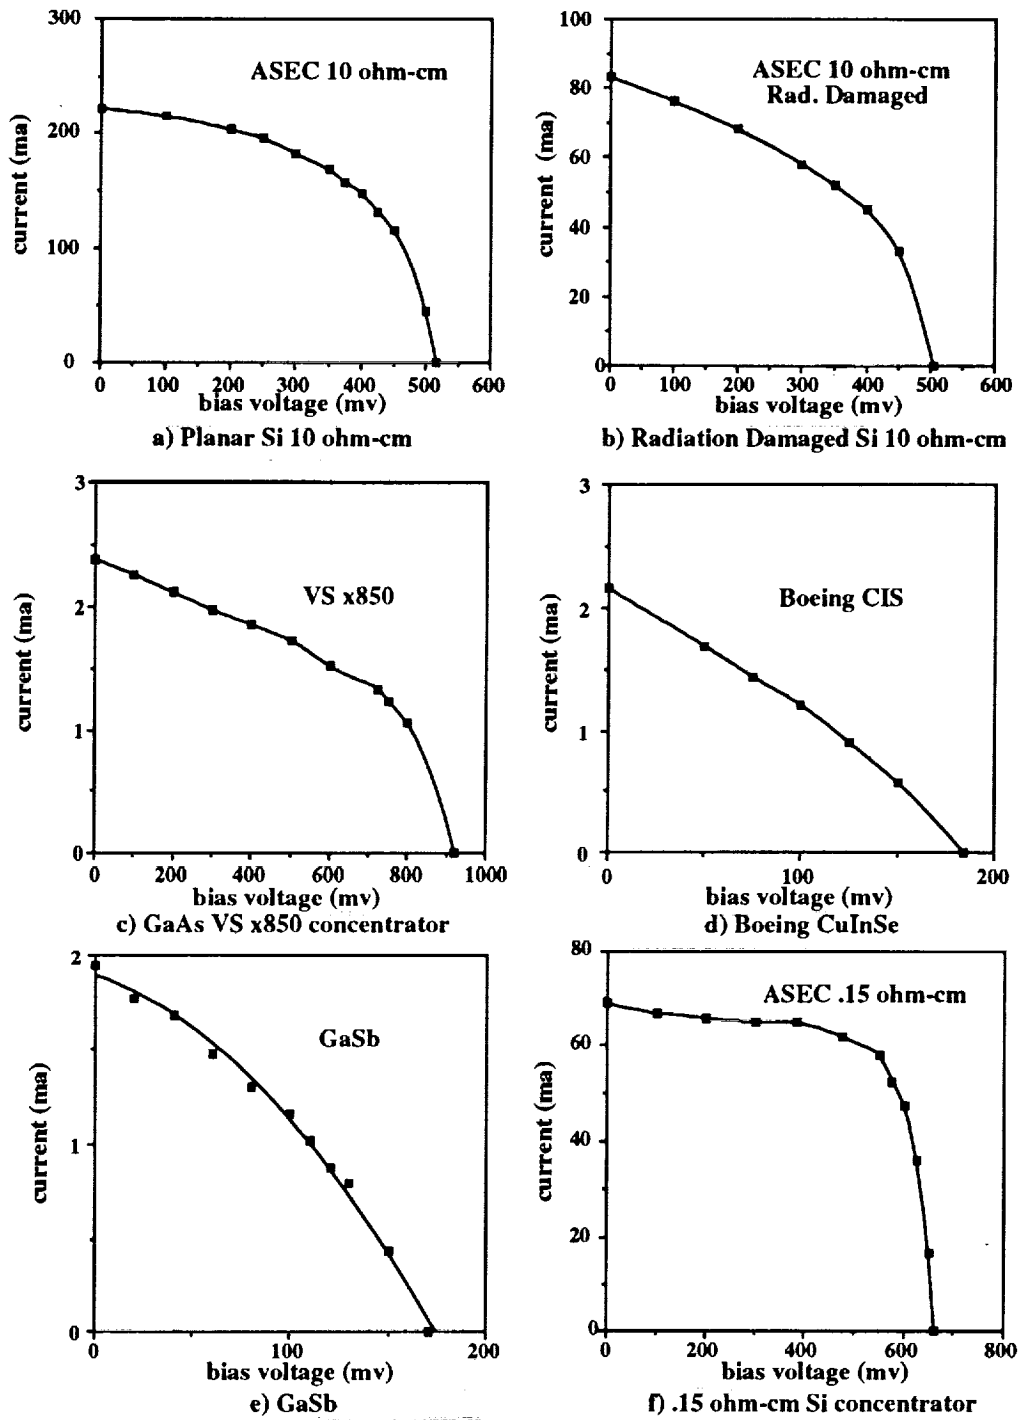 300
200
100
0
current (ma)
ASEC 10 ohm-cm
0 100 200 300 400 500 600
bias voltage (mv)
a) Planar Si 10 ohm-cm
100
80
60
40
20
0
current (ma)
ASEC 10 ohm-cm
Rad. Damaged
0 100 200 300 400 500 600
bias voltage (mv)
b) Radiation Damaged Si 10 ohm-cm
3
2
1
0
current (ma)
VS x850
0 200 400 600 800 1000
bias voltage (mv)
c) GaAs VS x850 concentrator
3
2
1
0
current (ma)
Boeing CIS
0 100 200
bias voltage (mv)
d) Boeing CuInSe
2
1
0
current (ma)
GaSb
0 100 200
bias voltage (mv)
e) GaSb
80
60
40
20
0
current (ma)
ASEC .15 ohm-cm
0 200 400 600 800
bias voltage (mv)
f) .15 ohm-cm Si concentrator